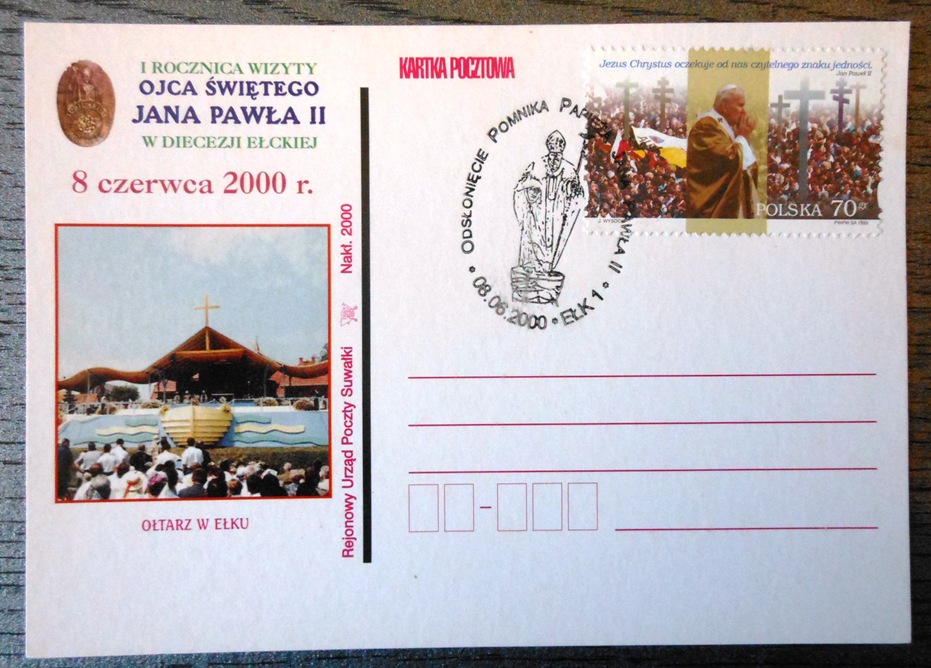 I ROCZNICA WIZYTY
OJCA ŚWIĘTEGO
JANA PAWŁA II
W DIECEZJI EŁCKIEJ
8 czerwca 2000 r.
OŁTARZ W EŁKU
Rejonowy Urząd Poczty Suwałki Nakł. 2000
KARTKA POCZTOWA
ODSŁONIĘCIE POMNIKA PAPIEŻA JANA PAWŁA II
08.06.2000 • EŁK 1 •
Jezus Chrystus oczekuje od nas czytelnego znaku jedności.
Jan Paweł II
POLSKA 70 gr